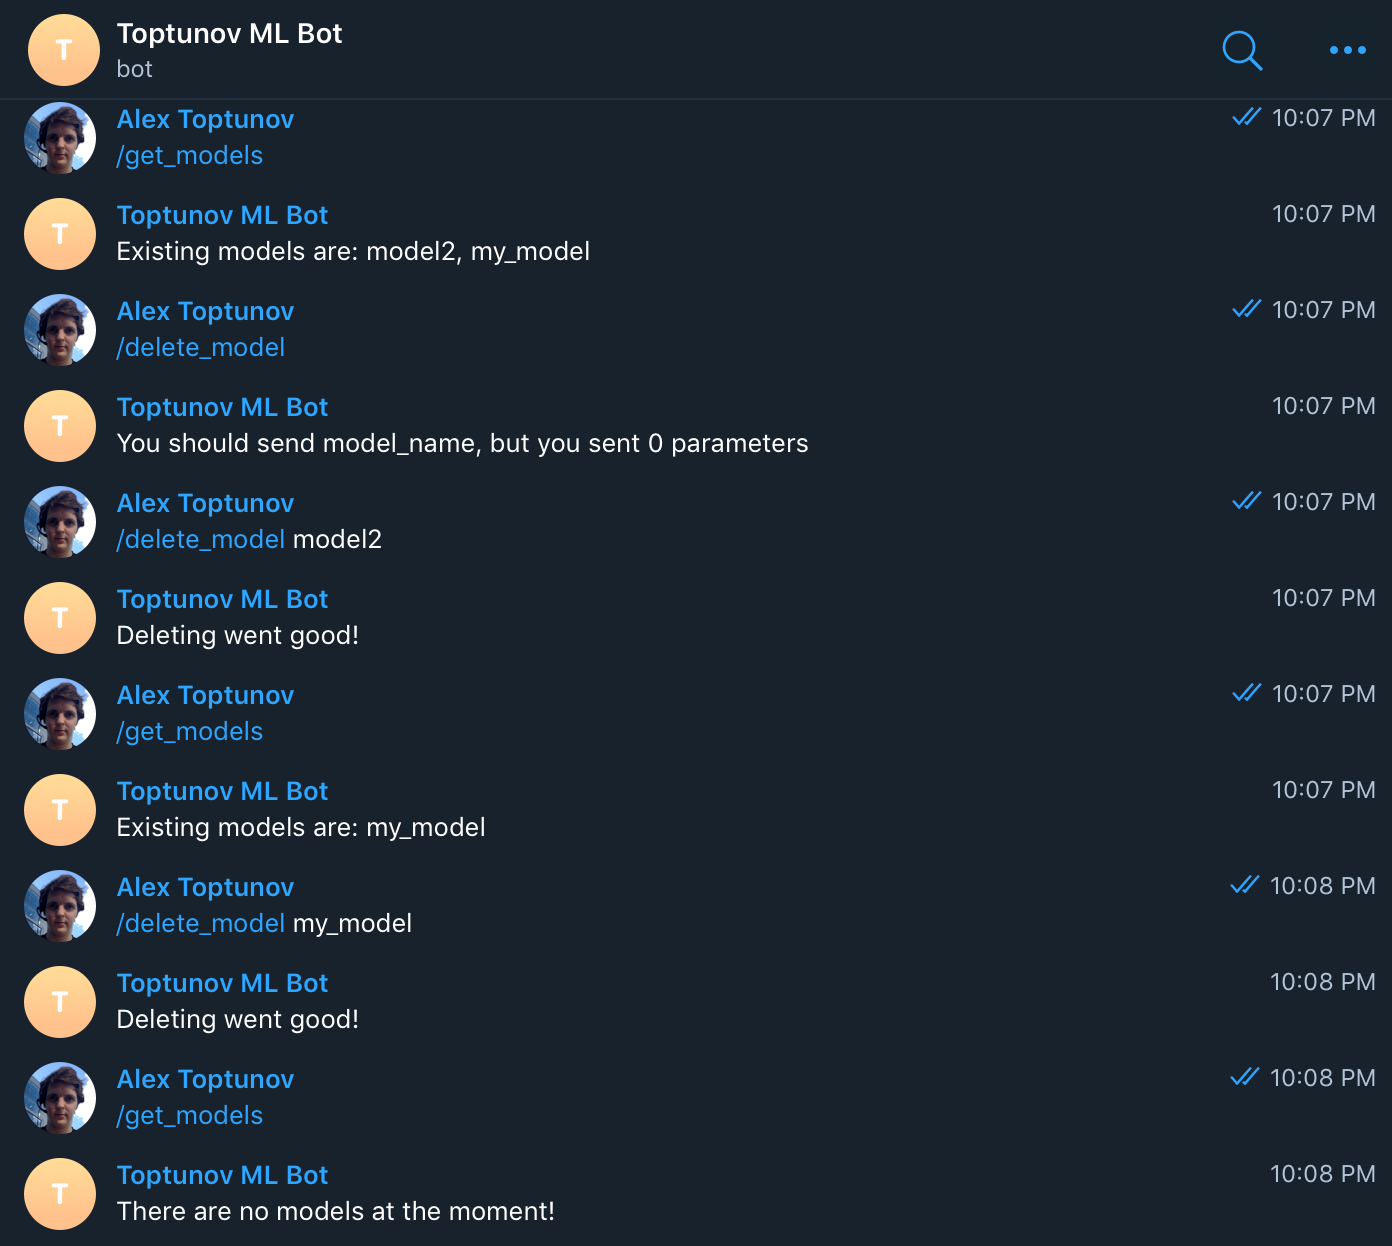 T
Toptunov ML Bot
bot
Alex Toptunov
10:07 PM
/get_models
T
Toptunov ML Bot
10:07 PM
Existing models are: model2, my_model
Alex Toptunov
10:07 PM
/delete_model
T
Toptunov ML Bot
10:07 PM
You should send model_name, but you sent 0 parameters
Alex Toptunov
10:07 PM
/delete_model model2
T
Toptunov ML Bot
10:07 PM
Deleting went good!
Alex Toptunov
10:07 PM
/get_models
T
Toptunov ML Bot
10:07 PM
Existing models are: my_model
Alex Toptunov
10:08 PM
/delete_model my_model
T
Toptunov ML Bot
10:08 PM
Deleting went good!
Alex Toptunov
10:08 PM
/get_models
T
Toptunov ML Bot
10:08 PM
There are no models at the moment!